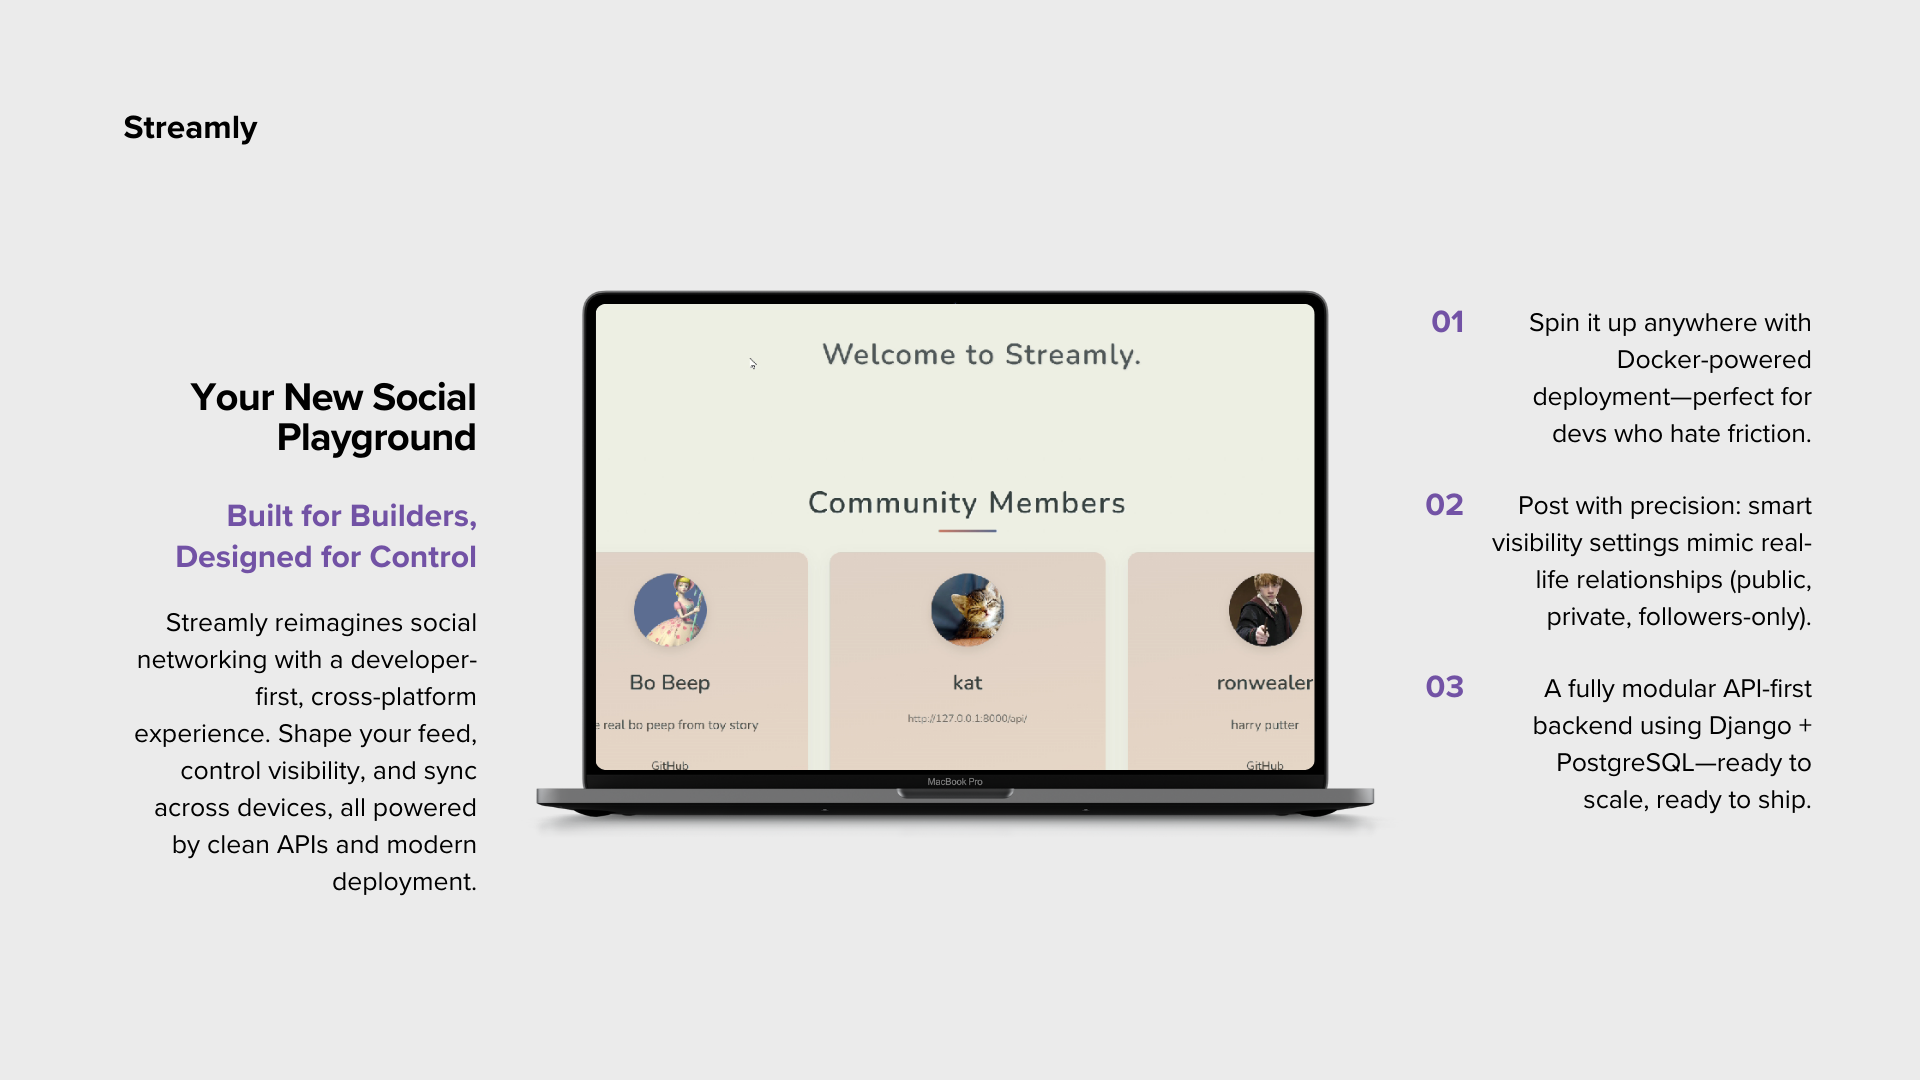 Streamly
Your New Social
Playground
Built for Builders,
Designed for Control
Streamly reimagines social
networking with a developer-
first, cross-platform
experience. Shape your feed,
control visibility, and sync
across devices, all powered
by clean APIs and modern
deployment.
Welcome to Streamly.
Community Members
Bo Beep
e real bo peep from toy story
GitHub
kat
http://127.0.0.1:8000/api/
ronwealer
harry putter
GitHub
MacBook Pro
01
Spin it up anywhere with
Docker-powered
deployment—perfect for
devs who hate friction.
02
Post with precision: smart
visibility settings mimic real-
life relationships (public,
private, followers-only).
03
A fully modular API-first
backend using Django +
PostgreSQL—ready to
scale, ready to ship.